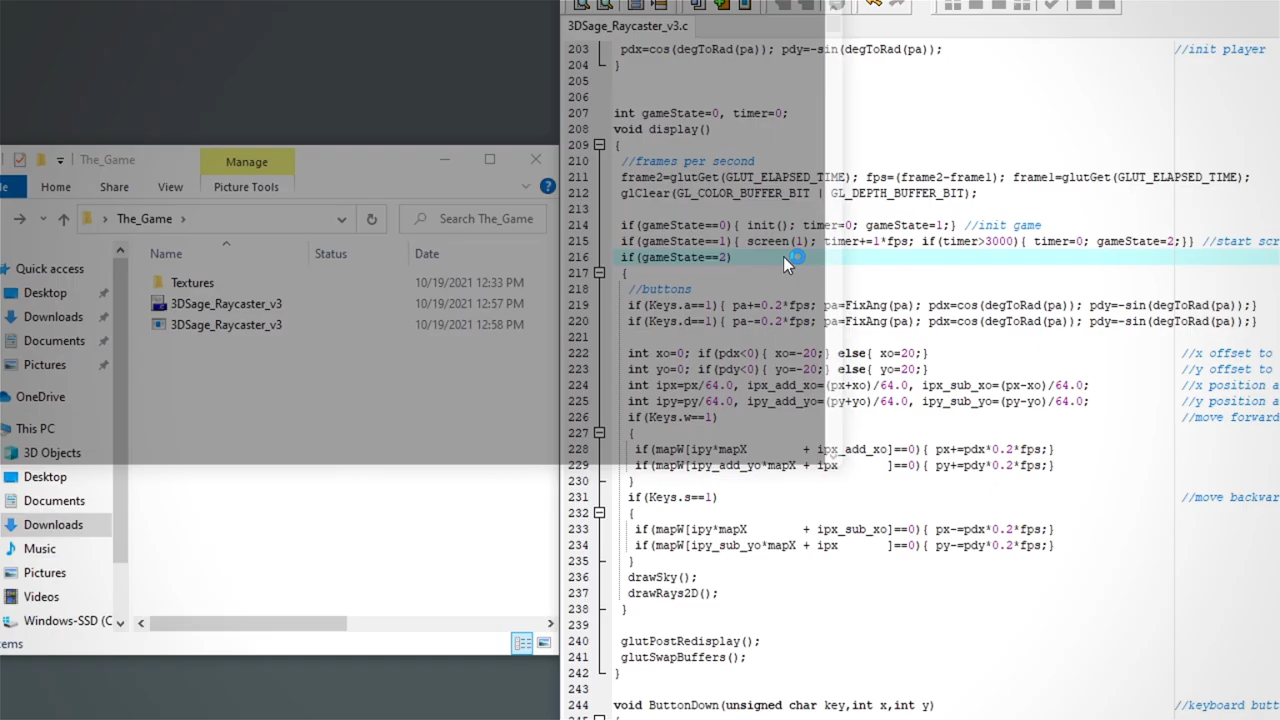 3DSage_Raycaster_v3.c
The_Game
Manage
Home
Share
View
Picture Tools
The_Game
Search The_Game
Name
Status
Date
Quick access
Desktop
Downloads
Documents
Pictures
OneDrive
This PC
3D Objects
Desktop
Documents
Downloads
Music
Pictures
Videos
Windows-SSD (C
Textures
10/19/2021 12:33 PM
3DSage_Raycaster_v3
10/19/2021 12:57 PM
3DSage_Raycaster_v3
10/19/2021 12:58 PM
203 pdx=cos(degToRad(pa)); pdy=-sin(degToRad(pa)); //init player
204 }
205
206
207 int gameState=0, timer=0;
208 void display()
209 {
210 //frames per second
211 frame2=glutGet(GLUT_ELAPSED_TIME); fps=(frame2-frame1); frame1=glutGet(GLUT_ELAPSED_TIME);
212 glClear(GL_COLOR_BUFFER_BIT | GL_DEPTH_BUFFER_BIT);
213
214 if(gameState==0){ init(); timer=0; gameState=1;} //init game
215 if(gameState==1){ screen(1); timer+=1*fps; if(timer>3000){ timer=0; gameState=2;}} //start scr
216 if(gameState==2)
217 {
218 //buttons
219 if(Keys.a==1){ pa+=0.2*fps; pa=FixAng(pa); pdx=cos(degToRad(pa)); pdy=-sin(degToRad(pa));}
220 if(Keys.d==1){ pa-=0.2*fps; pa=FixAng(pa); pdx=cos(degToRad(pa)); pdy=-sin(degToRad(pa));}
221
222 int xo=0; if(pdx<0){ xo=-20;} else{ xo=20;} //x offset to
223 int yo=0; if(pdy<0){ yo=-20;} else{ yo=20;} //y offset to
224 int ipx=px/64.0, ipx_add_xo=(px+xo)/64.0, ipx_sub_xo=(px-xo)/64.0; //x position a
225 int ipy=py/64.0, ipy_add_yo=(py+yo)/64.0, ipy_sub_yo=(py-yo)/64.0; //y position a
226 if(Keys.w==1) //move forward
227 {
228 if(mapW[ipy*mapX + ipx_add_xo]==0){ px+=pdx*0.2*fps;}
229 if(mapW[ipy_add_yo*mapX + ipx ]==0){ py+=pdy*0.2*fps;}
230 }
231 if(Keys.s==1) //move backwar
232 {
233 if(mapW[ipy*mapX + ipx_sub_xo]==0){ px-=pdx*0.2*fps;}
234 if(mapW[ipy_sub_yo*mapX + ipx ]==0){ py-=pdy*0.2*fps;}
235 }
236 drawSky();
237 drawRays2D();
238 }
239
240 glutPostRedisplay();
241 glutSwapBuffers();
242 }
243
244 void ButtonDown(unsigned char key,int x,int y) //keyboard butt